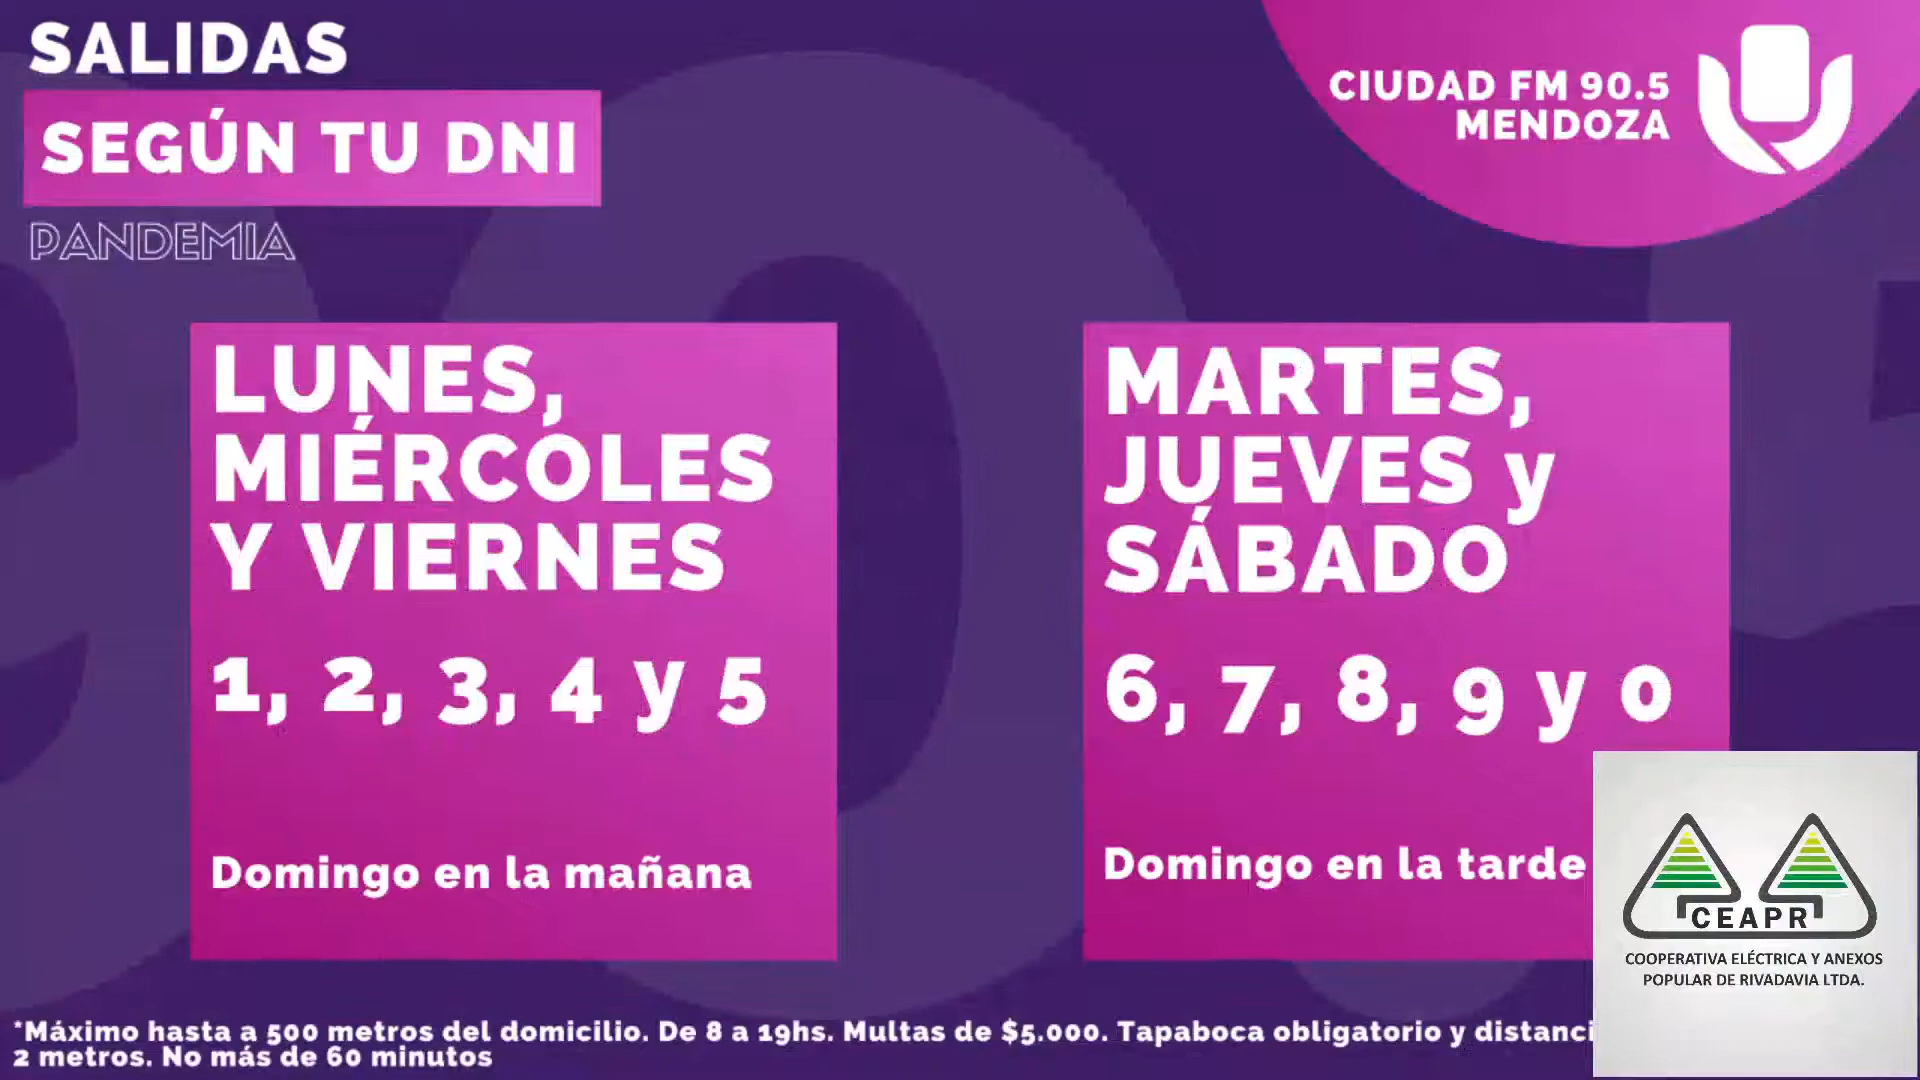 SALIDAS
SEGÚN TU DNI
PANDEMIA
CIUDAD FM 90.5
MENDOZA
LUNES,
MIÉRCOLES
Y VIERNES
1, 2, 3, 4 y 5
Domingo en la mañana
MARTES,
JUEVES y
SÁBADO
6, 7, 8, 9 y 0
Domingo en la tarde
CEAPR
COOPERATIVA ELÉCTRICA Y ANEXOS
POPULAR DE RIVADAVIA LTDA.
*Máximo hasta a 500 metros del domicilio. De 8 a 19hs. Multas de $5.000. Tapaboca obligatorio y distanci
2 metros. No más de 60 minutos